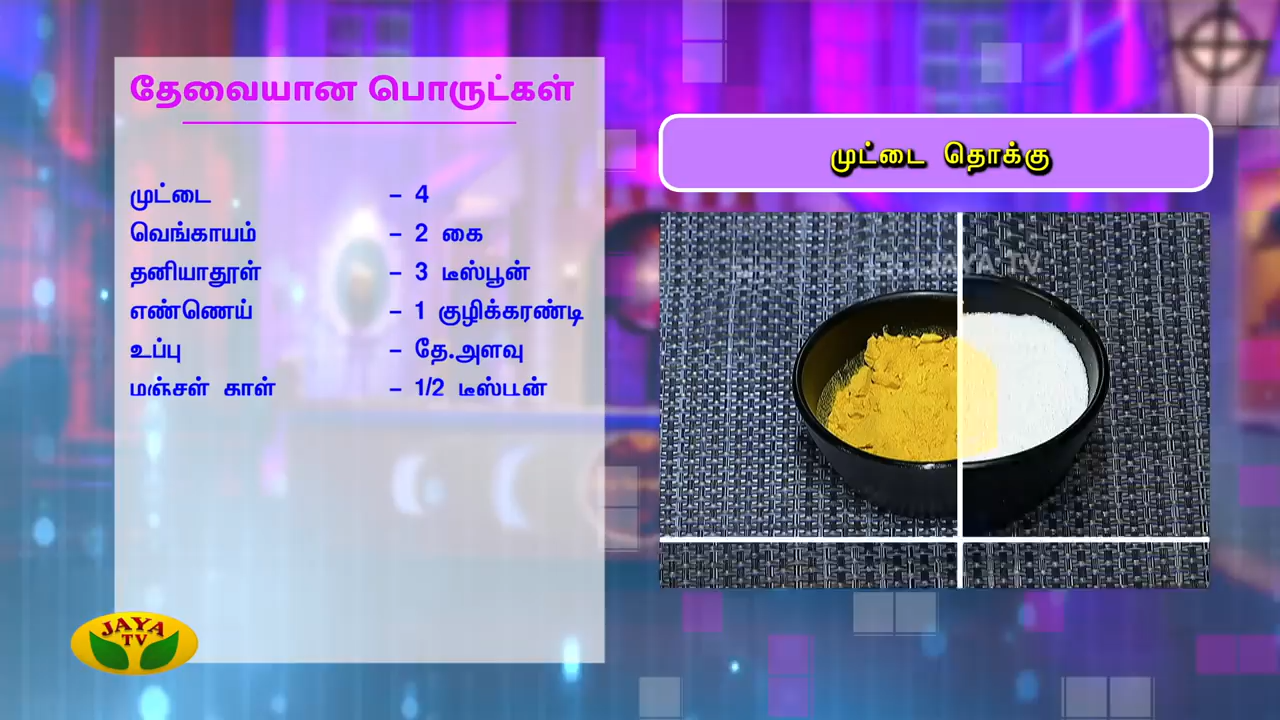 தேவையான பொருட்கள்
முட்டை – 4
வெங்காயம் – 2 கை
தனியாதூள் – 3 டீஸ்பூன்
எண்ணெய் – 1 குழிக்கரண்டி
உப்பு – தே.அளவு
மஞ்சள் தூள் – 1/2 டீஸ்பூன்
முட்டை தொக்கு
JAYA TV
JAYA
TV